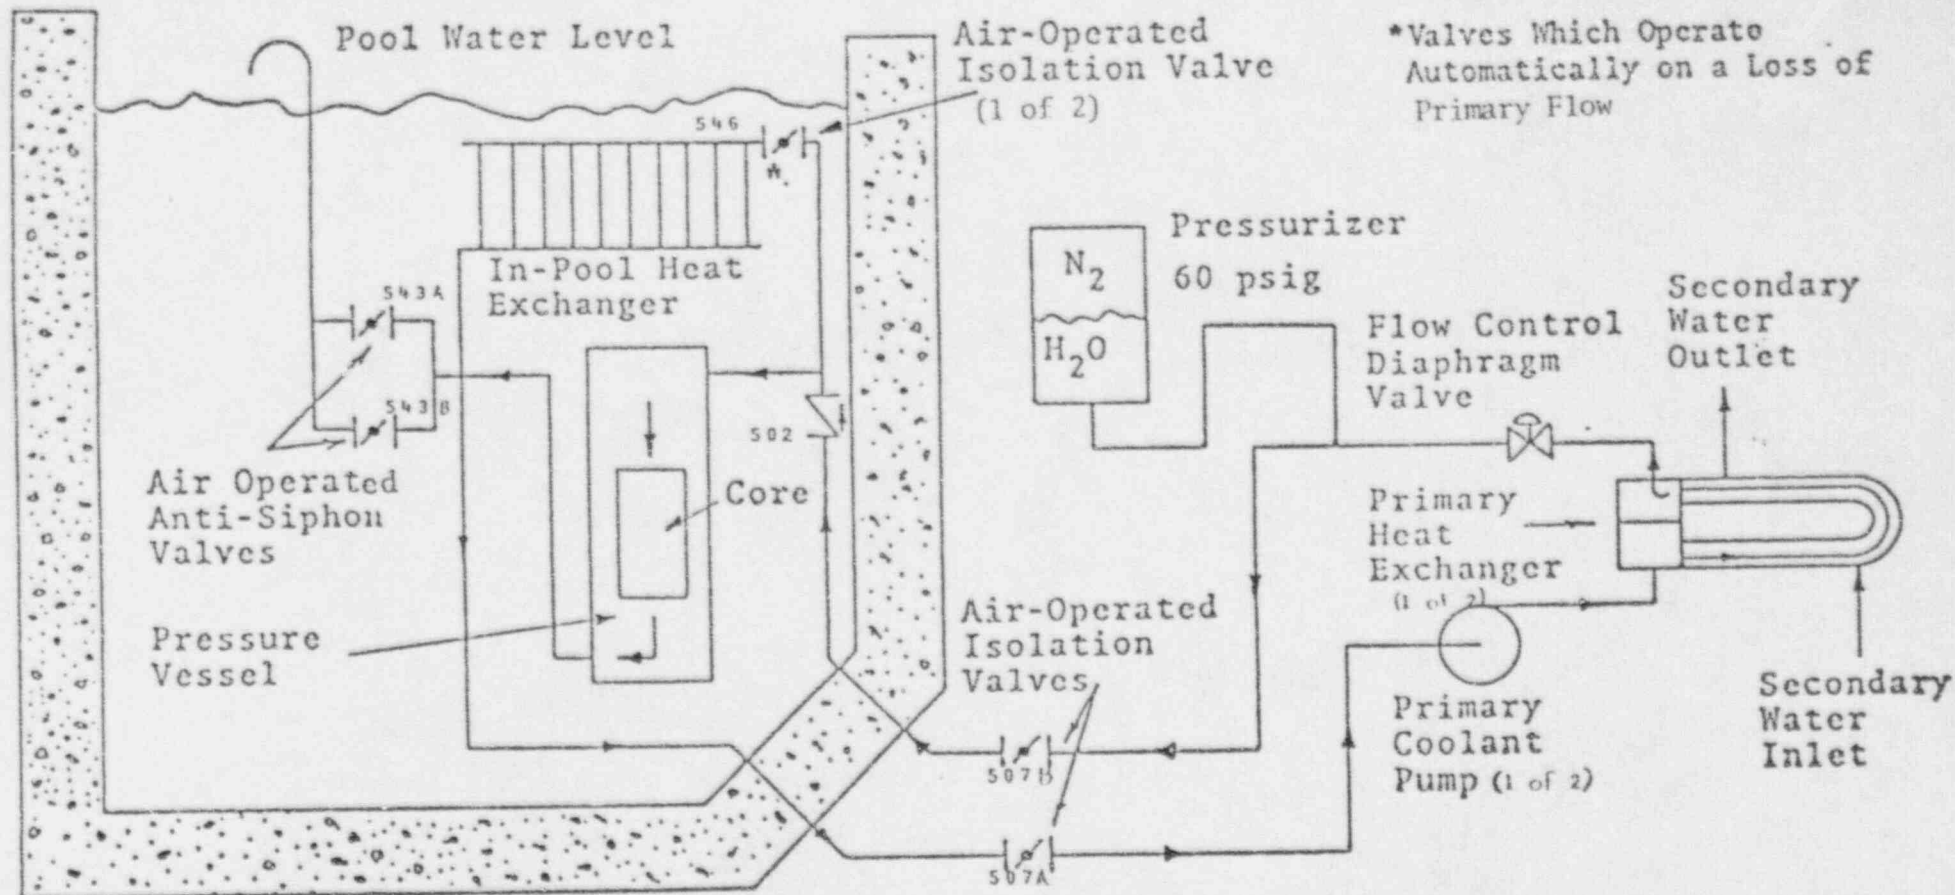 Pool Water Level
Air-Operated
Isolation Valve
(1 of 2)
*Valves Which Operate
Automatically on a Loss of
Primary Flow
546
*
In-Pool Heat
Exchanger
543A
543B
Air Operated
Anti-Siphon
Valves
Pressure
Vessel
Core
502
N2
H2O
Pressurizer
60 psig
Flow Control
Diaphragm
Valve
Secondary
Water
Outlet
Primary
Heat
Exchanger
(1 of 2)
Air-Operated
Isolation
Valves
507B
507A
Primary
Coolant
Pump (1 of 2)
Secondary
Water
Inlet